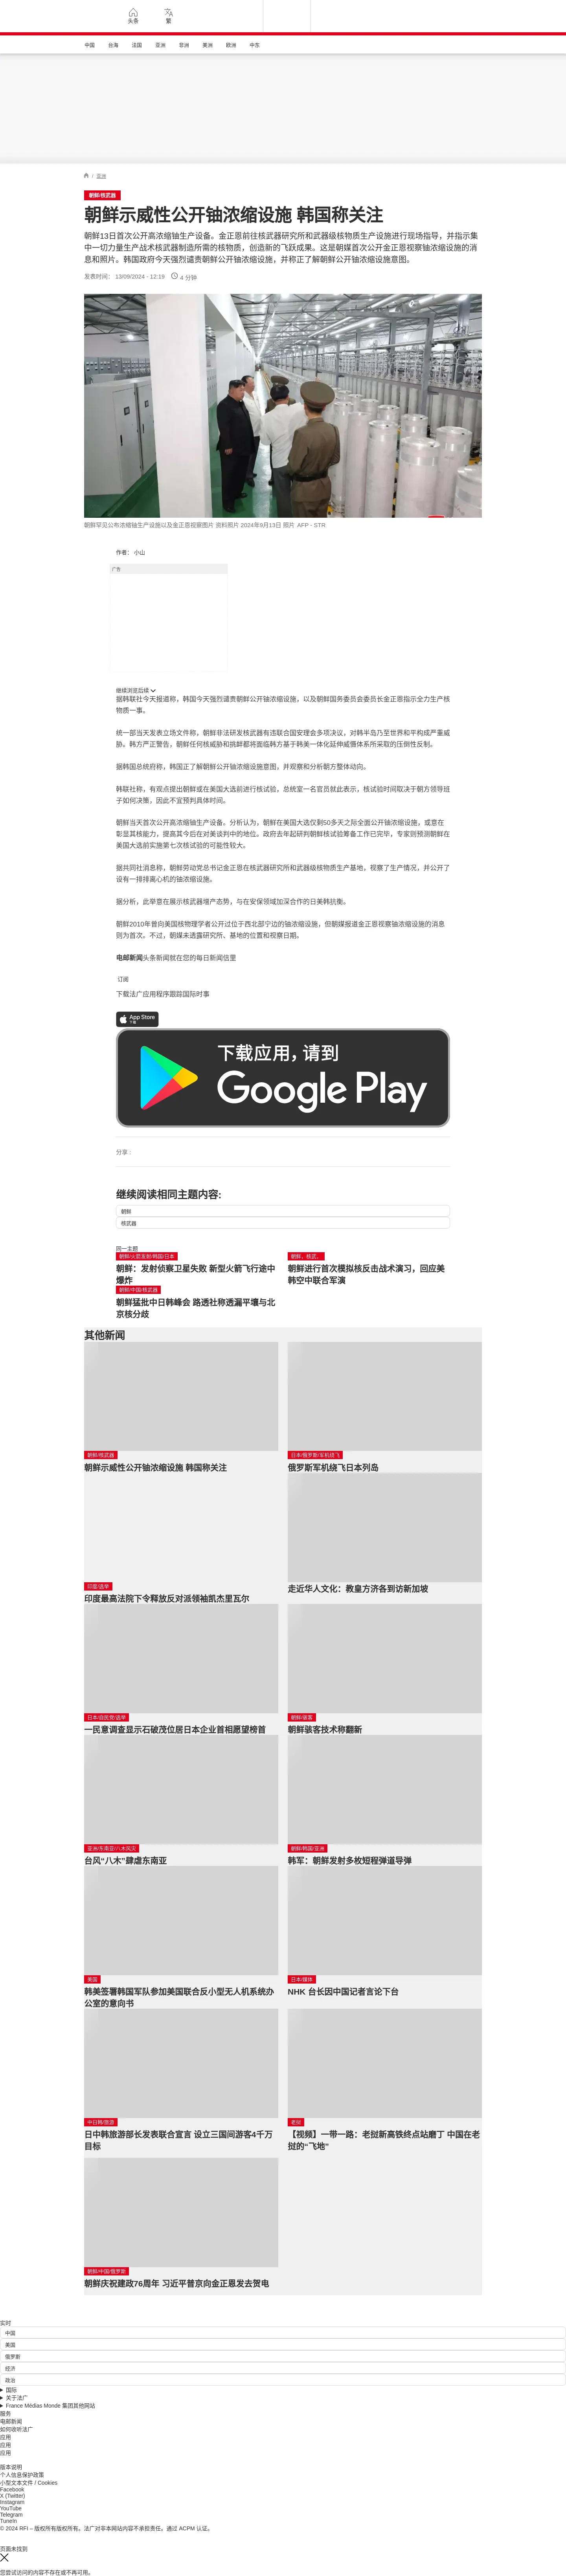 头条
繁
中国
台海
法国
亚洲
非洲
美洲
欧洲
中东
/ 亚洲
朝鲜/核武器
朝鲜示威性公开铀浓缩设施 韩国称关注
朝鲜13日首次公开高浓缩铀生产设备。金正恩前往核武器研究所和武器级核物质生产设施进行现场指导，并指示集
中一切力量生产战术核武器制造所需的核物质，创造新的飞跃成果。这是朝媒首次公开金正恩视察铀浓缩设施的消
息和照片。韩国政府今天强烈谴责朝鲜公开铀浓缩设施，并称正了解朝鲜公开铀浓缩设施意图。
发表时间： 13/09/2024 - 12:19
4 分钟
朝鲜罕见公布浓缩铀生产设施以及金正恩视察图片 资料照片 2024年9月13日 照片 AFP - STR
作者： 小山
广告
继续浏览后续
据韩联社今天报道称，韩国今天强烈谴责朝鲜公开铀浓缩设施，以及朝鲜国务委员会委员长金正恩指示全力生产核
物质一事。
统一部当天发表立场文件称，朝鲜非法研发核武器有违联合国安理会多项决议，对韩半岛乃至世界和平构成严重威
胁。韩方严正警告，朝鲜任何核威胁和挑衅都将面临韩方基于韩美一体化延伸威慑体系所采取的压倒性反制。
据韩国总统府称，韩国正了解朝鲜公开铀浓缩设施意图，并观察和分析朝方整体动向。
韩联社称，有观点提出朝鲜或在美国大选前进行核试验，总统室一名官员就此表示，核试验时间取决于朝方领导班
子如何决策，因此不宜预判具体时间。
朝鲜当天首次公开高浓缩铀生产设备。分析认为，朝鲜在美国大选仅剩50多天之际全面公开铀浓缩设施，或意在
彰显其核能力，提高其今后在对美谈判中的地位。政府去年起研判朝鲜核试验筹备工作已完毕，专家则预测朝鲜在
美国大选前实施第七次核试验的可能性较大。
据共同社消息称，朝鲜劳动党总书记金正恩在核武器研究所和武器级核物质生产基地，视察了生产情况，并公开了
设有一排排离心机的铀浓缩设施。
据分析，此举意在展示核武器增产态势，与在安保领域加深合作的日美韩抗衡。
朝鲜2010年曾向美国核物理学者公开过位于西北部宁边的铀浓缩设施，但朝媒报道金正恩视察铀浓缩设施的消息
则为首次。不过，朝媒未透露研究所、基地的位置和视察日期。
电邮新闻头条新闻就在您的每日新闻信里
订阅
下载法广应用程序跟踪国际时事
App Store
下载
下载应用，请到
Google Play
分享 :
继续阅读相同主题内容:
朝鲜
核武器
同一主题
朝鲜/火箭发射/韩国/日本
朝鲜：发射侦察卫星失败 新型火箭飞行途中
爆炸
朝鲜，核武，
朝鲜进行首次模拟核反击战术演习，回应美
韩空中联合军演
朝鲜/中国/核武器
朝鲜猛批中日韩峰会 路透社称透漏平壤与北
京核分歧
其他新闻
朝鲜/核武器
朝鲜示威性公开铀浓缩设施 韩国称关注
日本/俄罗斯/军机绕飞
俄罗斯军机绕飞日本列岛
印度/选举
印度最高法院下令释放反对派领袖凯杰里瓦尔
走近华人文化：教皇方济各到访新加坡
日本/自民党/选举
一民意调查显示石破茂位居日本企业首相愿望榜首
朝鲜/骇客
朝鲜骇客技术称翻新
亚洲/东南亚/八木风灾
台风“八木”肆虐东南亚
朝鲜/韩国/亚洲
韩军：朝鲜发射多枚短程弹道导弹
美国
韩美签署韩国军队参加美国联合反小型无人机系统办
公室的意向书
日本/媒体
NHK 台长因中国记者言论下台
中日韩/旅游
日中韩旅游部长发表联合宣言 设立三国间游客4千万
目标
老挝
【视频】一带一路：老挝新高铁终点站磨丁 中国在老
挝的“飞地”
朝鲜/中国/俄罗斯
朝鲜庆祝建政76周年 习近平普京向金正恩发去贺电
实时
中国
美国
俄罗斯
经济
政治
国际
关于法广
France Médias Monde 集团其他网站
服务
电邮新闻
如何收听法广
应用
应用
应用
版本说明
个人信息保护政策
小型文本文件 / Cookies
Facebook
X (Twitter)
Instagram
YouTube
Telegram
TuneIn
© 2024 RFI – 版权所有版权所有。法广对非本网站内容不承担责任。通过 ACPM 认证。
页面未找到
您尝试访问的内容不存在或不再可用。